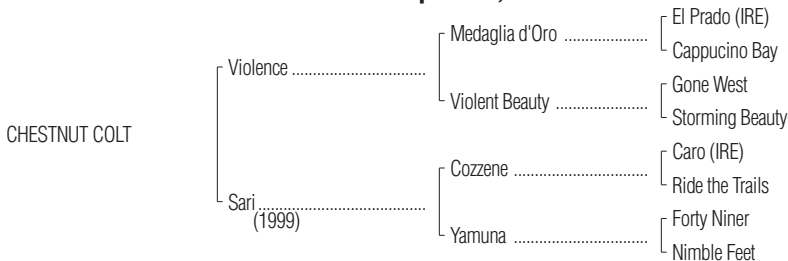 El Prado (IRE)
Medaglia d'Oro ....................
Cappucino Bay
Violence ................................
Gone West
Violent Beauty ......................
Storming Beauty
CHESTNUT COLT
Caro (IRE)
Cozzene ................................
Ride the Trails
Sari ........................................
(1999)
Forty Niner
Yamuna ................................
Nimble Feet